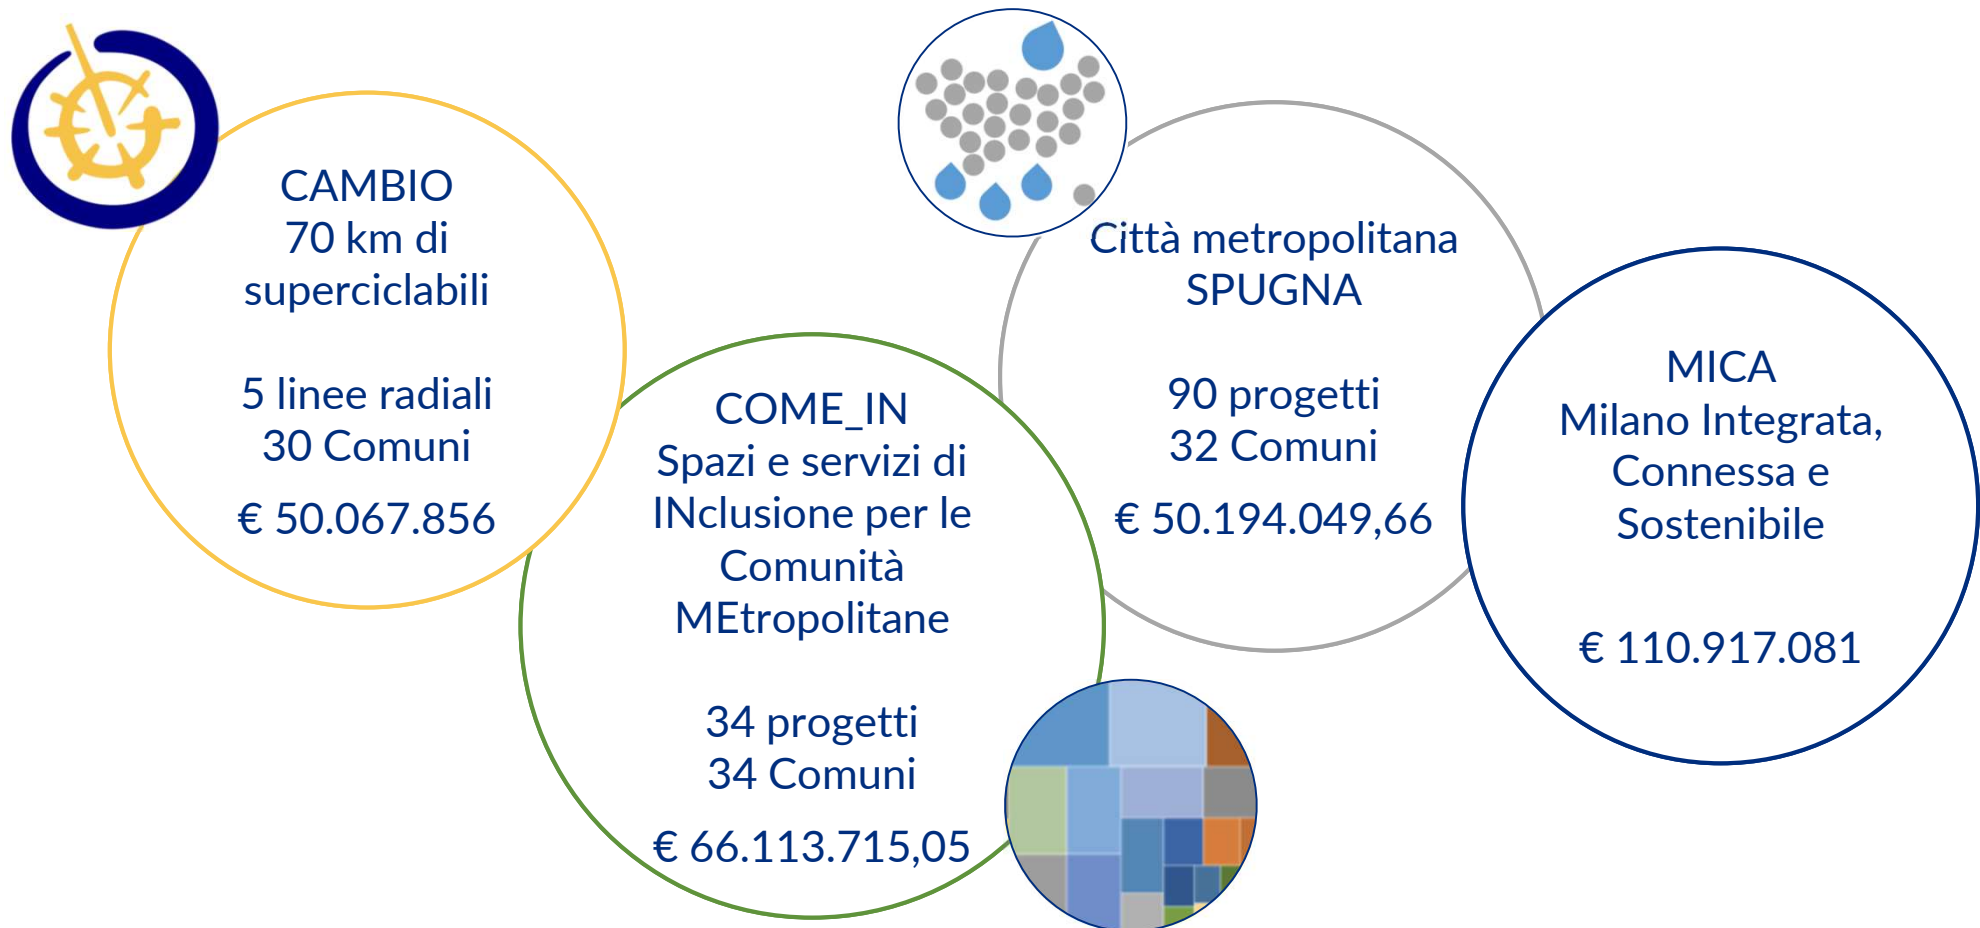 CAMBIO
70 km di
superciclabili
5 linee radiali
30 Comuni
€ 50.067.856
COME_IN
Spazi e servizi di
INclusione per le
Comunità
MEtropolitane
34 progetti
34 Comuni
€ 66.113.715,05
Città metropolitana
SPUGNA
90 progetti
32 Comuni
€ 50.194.049,66
MICA
Milano Integrata,
Connessa e
Sostenibile
€ 110.917.081